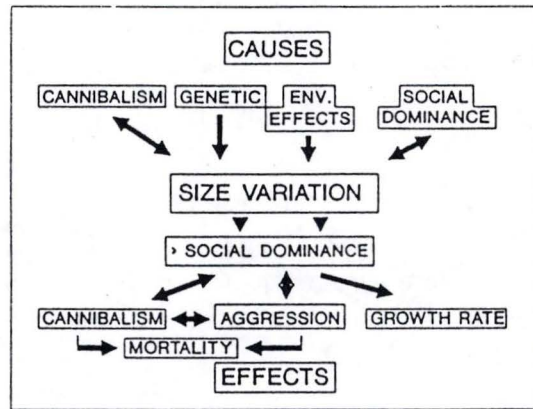 CAUSES
CANNIBALISM GENETIC ENV. EFFECTS SOCIAL DOMINANCE
SIZE VARIATION
› SOCIAL DOMINANCE
CANNIBALISM AGGRESSION GROWTH RATE
MORTALITY
EFFECTS